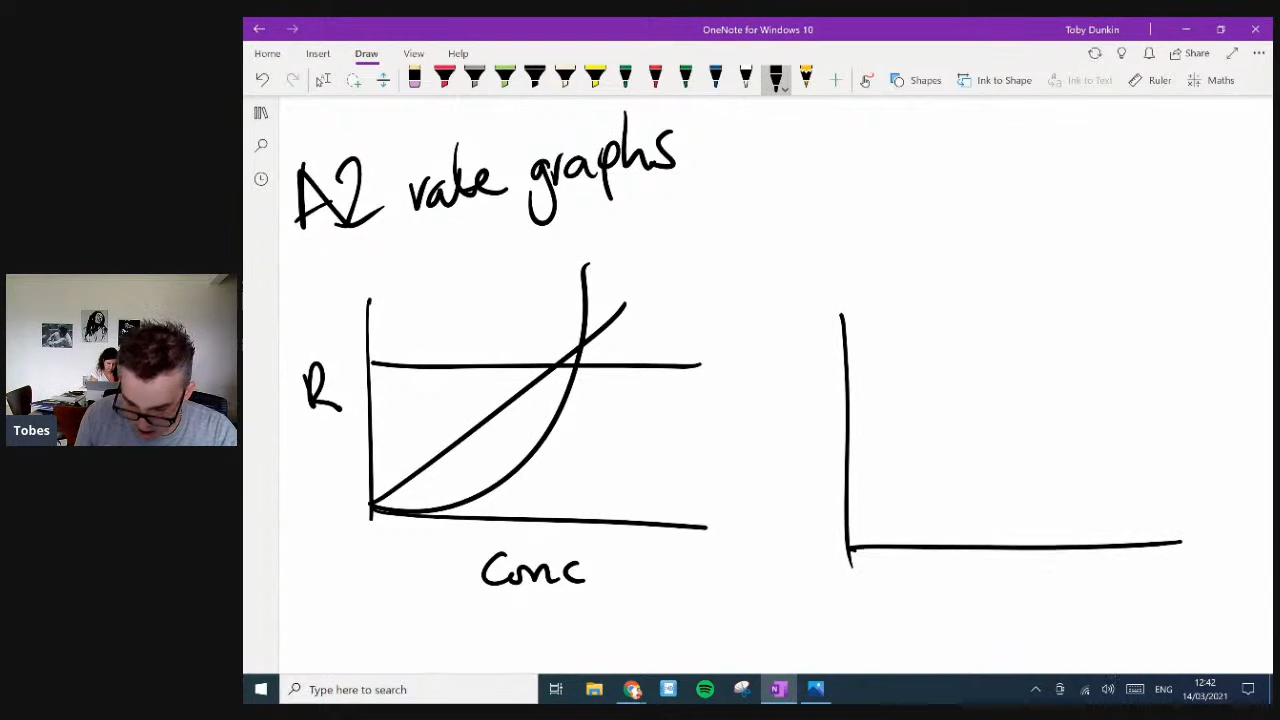 OneNote for Windows 10
Toby Dunkin
Home Insert Draw View Help
Share
Shapes Ink to Shape Ink to Text Ruler Maths
A2 rate graphs
R
Conc
Tobes
Type here to search
ENG
12:42
14/03/2021